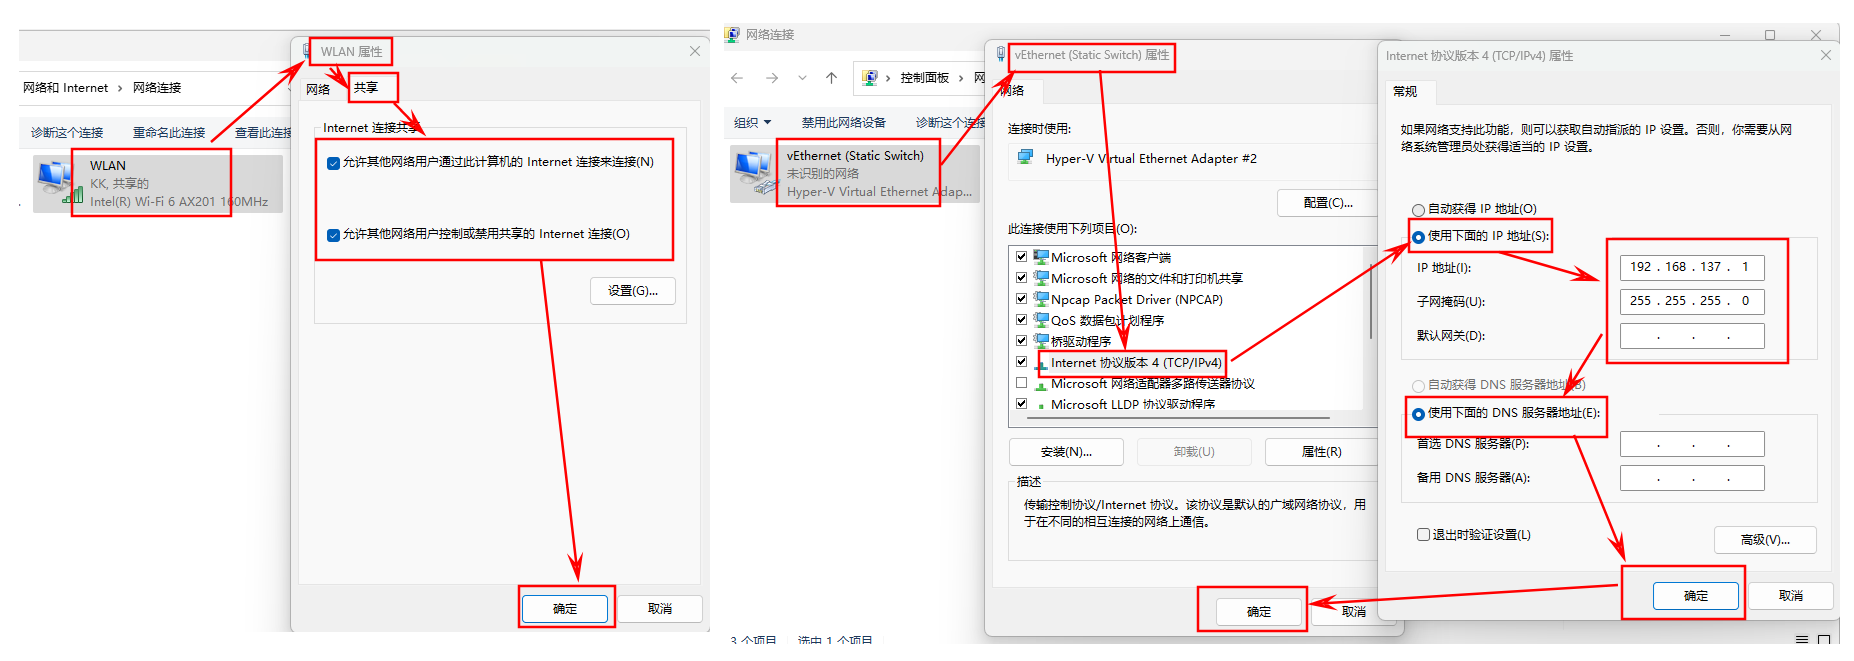 网络和 Internet › 网络连接
诊断这个连接 重命名此连接 查看此连接
WLAN
KK, 共享的
Intel(R) Wi-Fi 6 AX201 160MHz
WLAN 属性
网络 共享
Internet 连接共享
允许其他网络用户通过此计算机的 Internet 连接来连接(N)
允许其他网络用户控制或禁用共享的 Internet 连接(O)
设置(G)...
确定 取消
网络连接
控制面板 › 网
组织 禁用此网络设备 诊断这个连接
vEthernet (Static Switch)
未识别的网络
Hyper-V Virtual Ethernet Adap...
3 个项目 选中 1 个项目
vEthernet (Static Switch) 属性
网络
连接时使用:
Hyper-V Virtual Ethernet Adapter #2
配置(C)...
此连接使用下列项目(O):
Microsoft 网络客户端
Microsoft 网络的文件和打印机共享
Npcap Packet Driver (NPCAP)
QoS 数据包计划程序
桥驱动程序
Internet 协议版本 4 (TCP/IPv4)
Microsoft 网络适配器多路传送器协议
Microsoft LLDP 协议驱动程序
安装(N)... 卸载(U) 属性(R)
描述
传输控制协议/Internet 协议。该协议是默认的广域网络协议，用
于在不同的相互连接的网络上通信。
确定 取消
Internet 协议版本 4 (TCP/IPv4) 属性
常规
如果网络支持此功能，则可以获取自动指派的 IP 设置。否则，你需要从网
络系统管理员处获得适当的 IP 设置。
自动获得 IP 地址(O)
使用下面的 IP 地址(S):
IP 地址(I): 192 . 168 . 137 . 1
子网掩码(U): 255 . 255 . 255 . 0
默认网关(D): . . .
自动获得 DNS 服务器地址(B)
使用下面的 DNS 服务器地址(E):
首选 DNS 服务器(P): . . .
备用 DNS 服务器(A): . . .
退出时验证设置(L)
高级(V)...
确定 取消